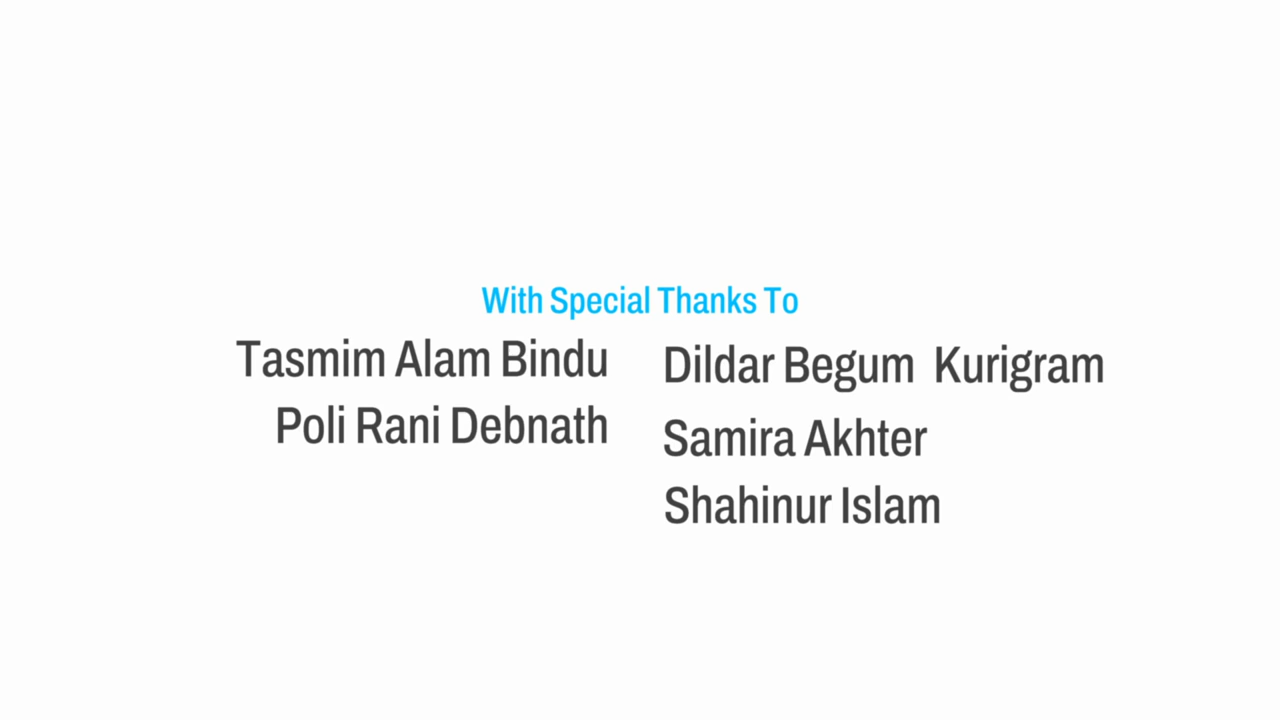 With Special Thanks To
Tasmim Alam Bindu
Poli Rani Debnath
Dildar Begum  Kurigram
Samira Akhter
Shahinur Islam